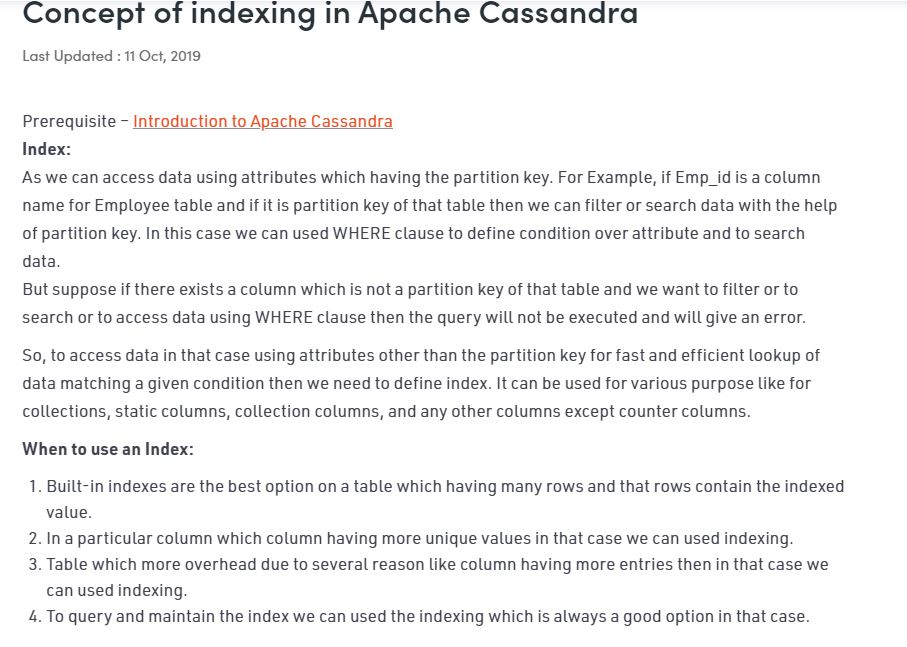 Concept of indexing in Apache Cassandra
Last Updated : 11 Oct, 2019
Prerequisite – Introduction to Apache Cassandra
Index:
As we can access data using attributes which having the partition key. For Example, if Emp_id is a column
name for Employee table and if it is partition key of that table then we can filter or search data with the help
of partition key. In this case we can used WHERE clause to define condition over attribute and to search
data.
But suppose if there exists a column which is not a partition key of that table and we want to filter or to
search or to access data using WHERE clause then the query will not be executed and will give an error.
So, to access data in that case using attributes other than the partition key for fast and efficient lookup of
data matching a given condition then we need to define index. It can be used for various purpose like for
collections, static columns, collection columns, and any other columns except counter columns.
When to use an Index:
1. Built-in indexes are the best option on a table which having many rows and that rows contain the indexed
value.
2. In a particular column which column having more unique values in that case we can used indexing.
3. Table which more overhead due to several reason like column having more entries then in that case we
can used indexing.
4. To query and maintain the index we can used the indexing which is always a good option in that case.